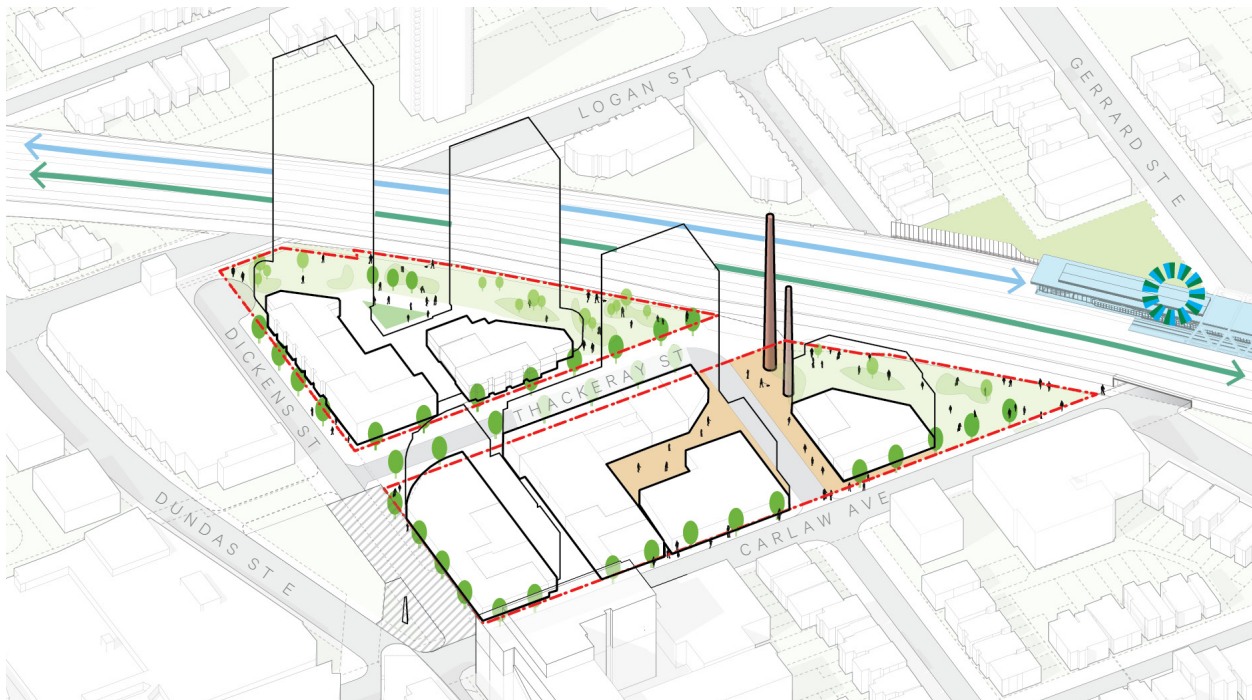 LOGAN ST
GERRARD ST E
DICKENS ST
THACKERAY ST
DUNDAS ST E
CARLAW AVE